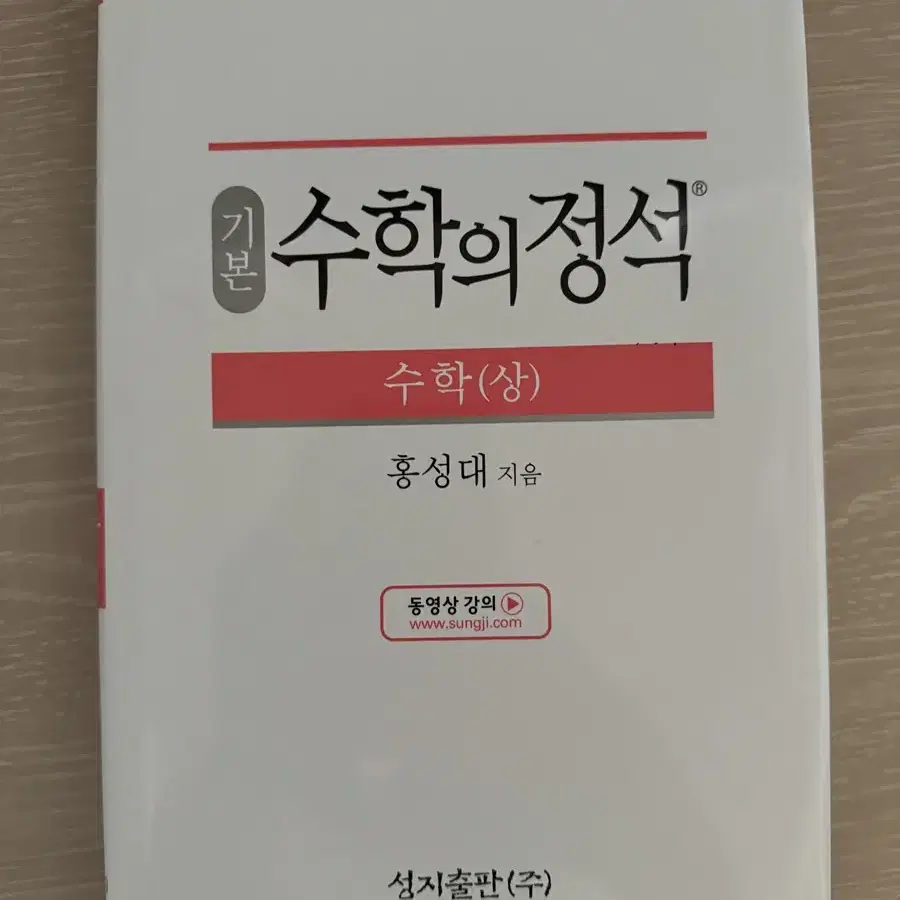 기본 수학의 정석®
수학(상)
홍성대 지음
동영상 강의
www.sungji.com
성지출판(주)